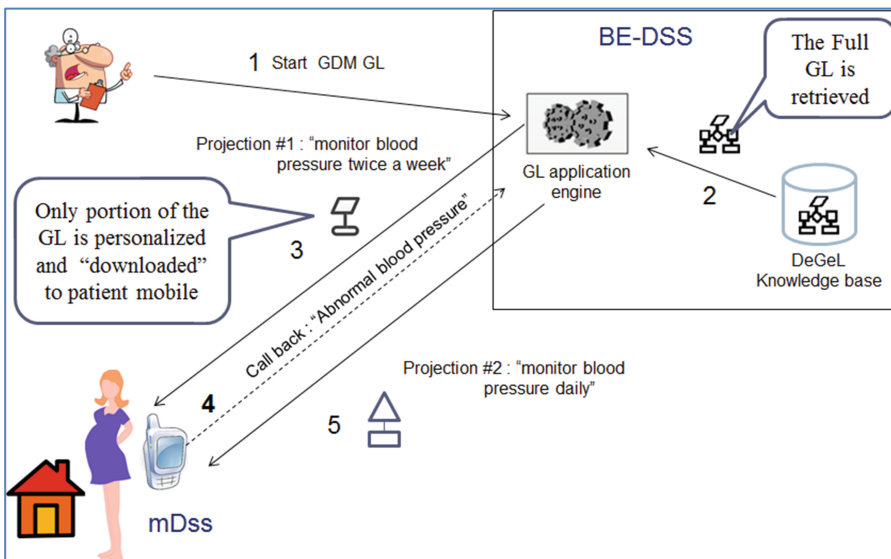 BE-DSS
The Full
GL is
retrieved
1 Start GDM GL
Projection #1 : “monitor blood
pressure twice a week”
GL application
engine
2
DeGeL
Knowledge base
Only portion of the
GL is personalized
and “downloaded”
to patient mobile
3
Call back : “Abnormal blood pressure”
4
Projection #2 : “monitor blood
pressure daily”
5
mDss